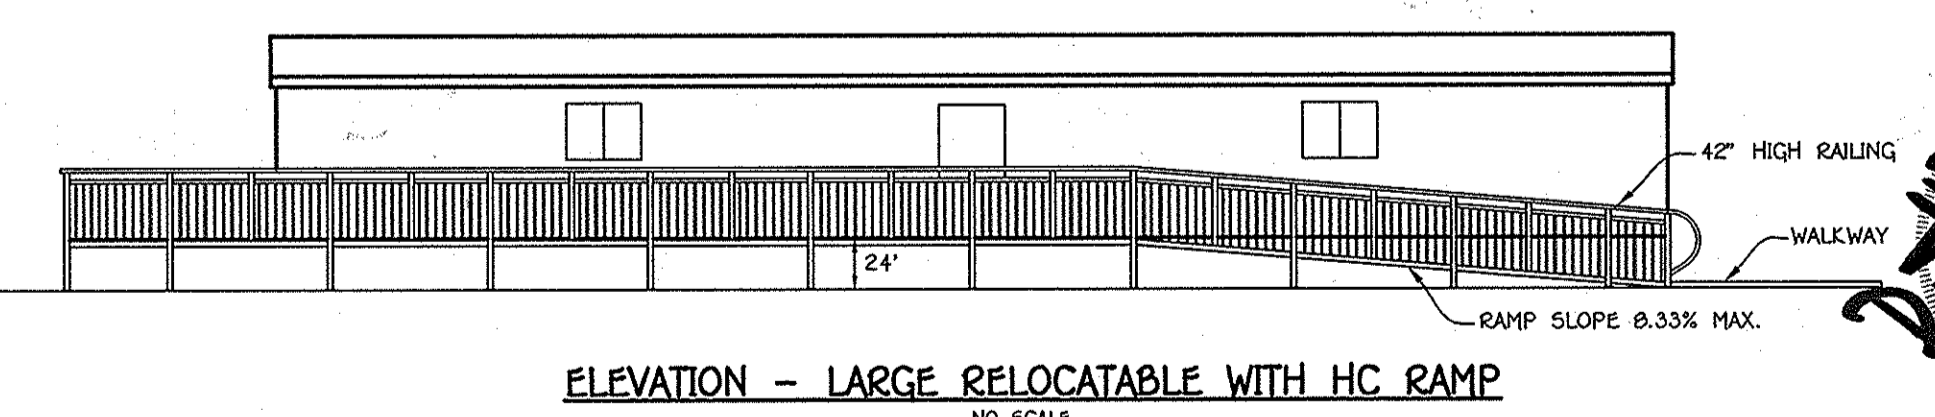 42" HIGH RAILING
WALKWAY
24'
RAMP SLOPE 8.33% MAX.
ELEVATION - LARGE RELOCATABLE WITH HC RAMP
NO SCALE